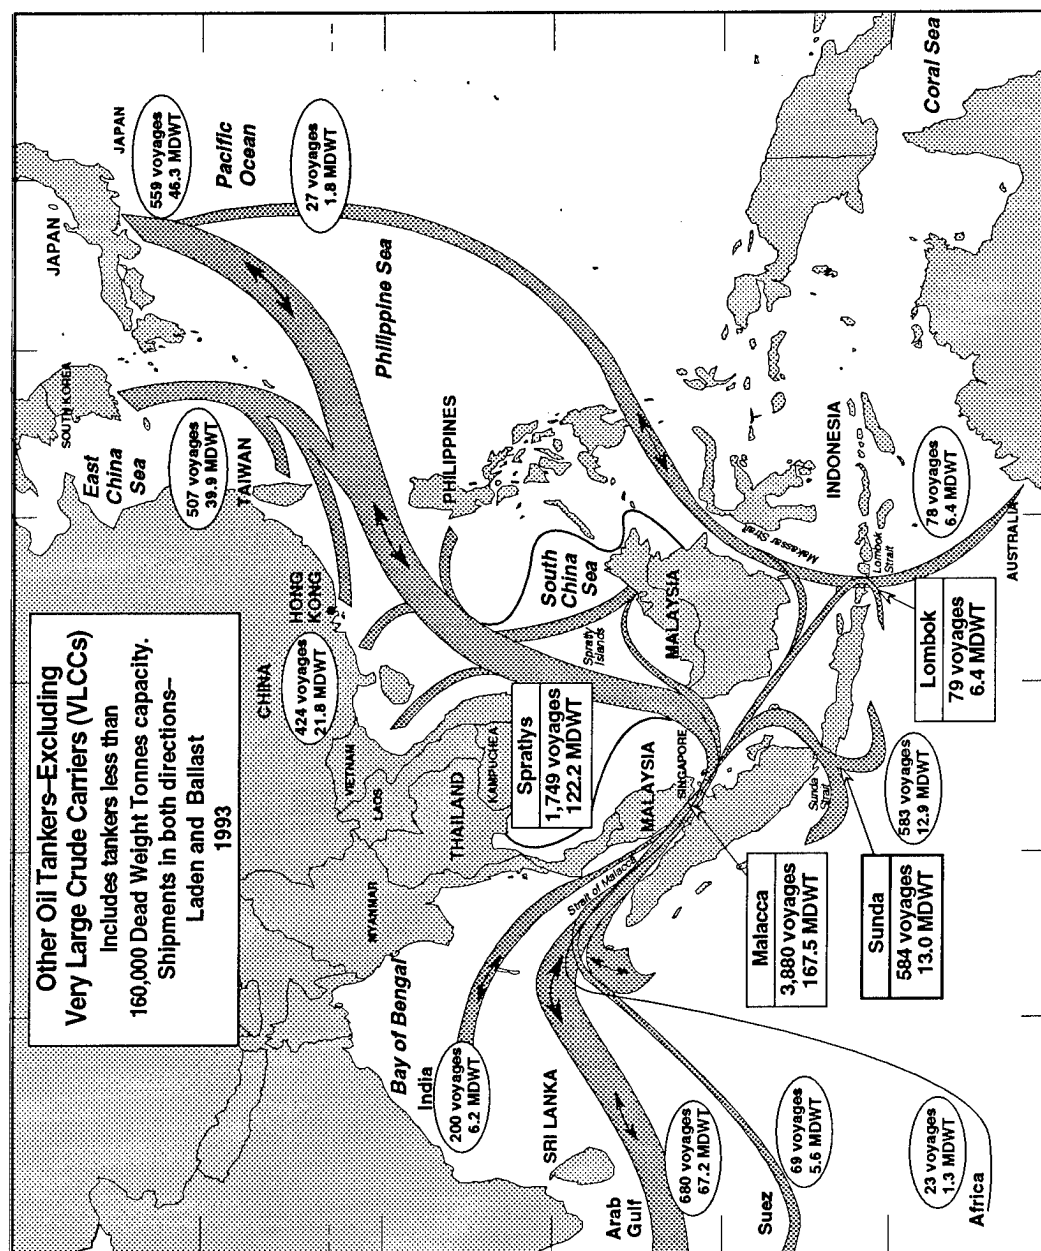 Other Oil Tankers–Excluding
Very Large Crude Carriers (VLCCs)
Includes tankers less than
160,000 Dead Weight Tonnes capacity.
Shipments in both directions–
Laden and Ballast
1993
JAPAN
JAPAN
559 voyages
46.3 MDWT
Pacific
Ocean
27 voyages
1.8 MDWT
SOUTH KOREA
East
China
Sea
507 voyages
39.9 MDWT
TAIWAN
Philippine Sea
CHINA
HONG
KONG
424 voyages
21.8 MDWT
PHILIPPINES
VIETNAM
LAOS
MYANMAR
THAILAND
KAMPUCHEA
Spratlys
1,749 voyages
122.2 MDWT
South
China
Sea
Spratly
Islands
MALAYSIA
MALAYSIA
SINGAPORE
Strait of Malacca
Bay of Bengal
India
200 voyages
6.2 MDWT
SRI LANKA
Arab
Gulf
680 voyages
67.2 MDWT
Suez
69 voyages
5.6 MDWT
Africa
23 voyages
1.3 MDWT
Malacca
3,880 voyages
167.5 MDWT
Sunda
584 voyages
13.0 MDWT
Sunda
Strait
583 voyages
12.9 MDWT
Lombok
79 voyages
6.4 MDWT
Makassar Strait
Lombok
Strait
INDONESIA
78 voyages
6.4 MDWT
AUSTRALIA
Coral Sea